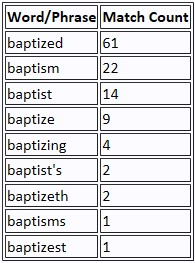 Word/Phrase Match Count
baptized 61
baptism 22
baptist 14
baptize 9
baptizing 4
baptist's 2
baptizeth 2
baptisms 1
baptizest 1